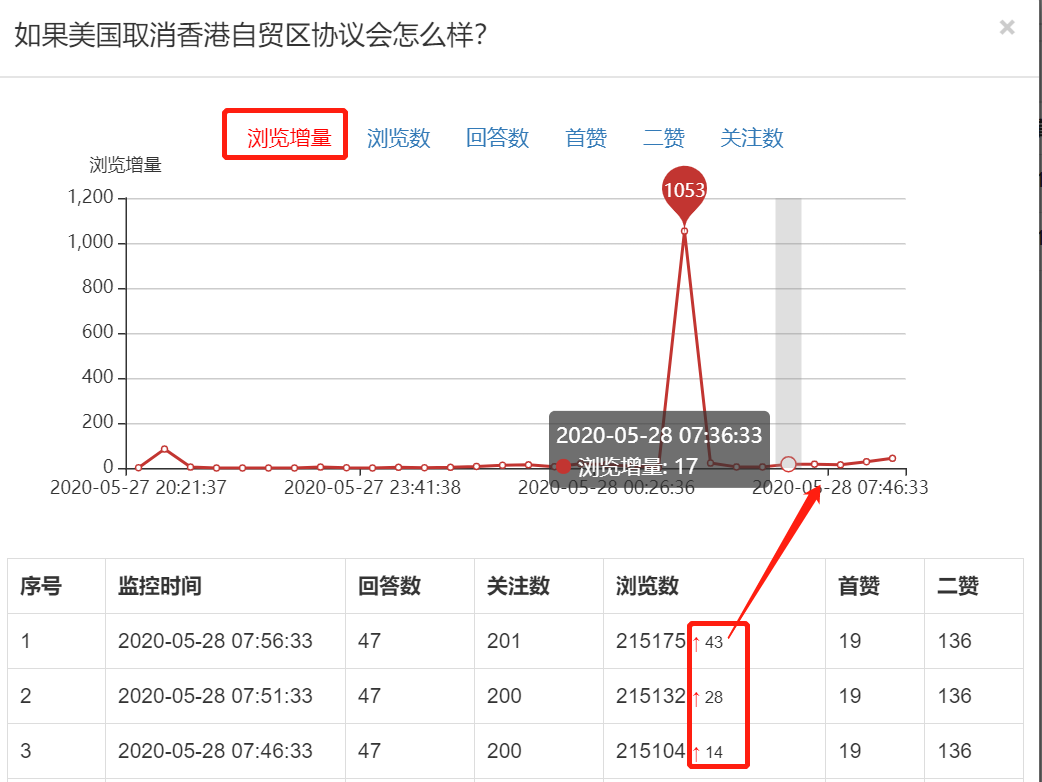 如果美国取消香港自贸区协议会怎么样?
×
浏览增量 浏览数 回答数 首赞 二赞 关注数
浏览增量
1,200
1053
1,000
800
600
400
200
0
2020-05-28 07:36:33
浏览增量: 17
2020-05-27 20:21:37 2020-05-27 23:41:38 2020-05-28 00:26:36 2020-05-28 07:46:33
序号 监控时间 回答数 关注数 浏览数 首赞 二赞
1 2020-05-28 07:56:33 47 201 215175 ↑ 43 19 136
2 2020-05-28 07:51:33 47 200 215132 ↑ 28 19 136
3 2020-05-28 07:46:33 47 200 215104 ↑ 14 19 136